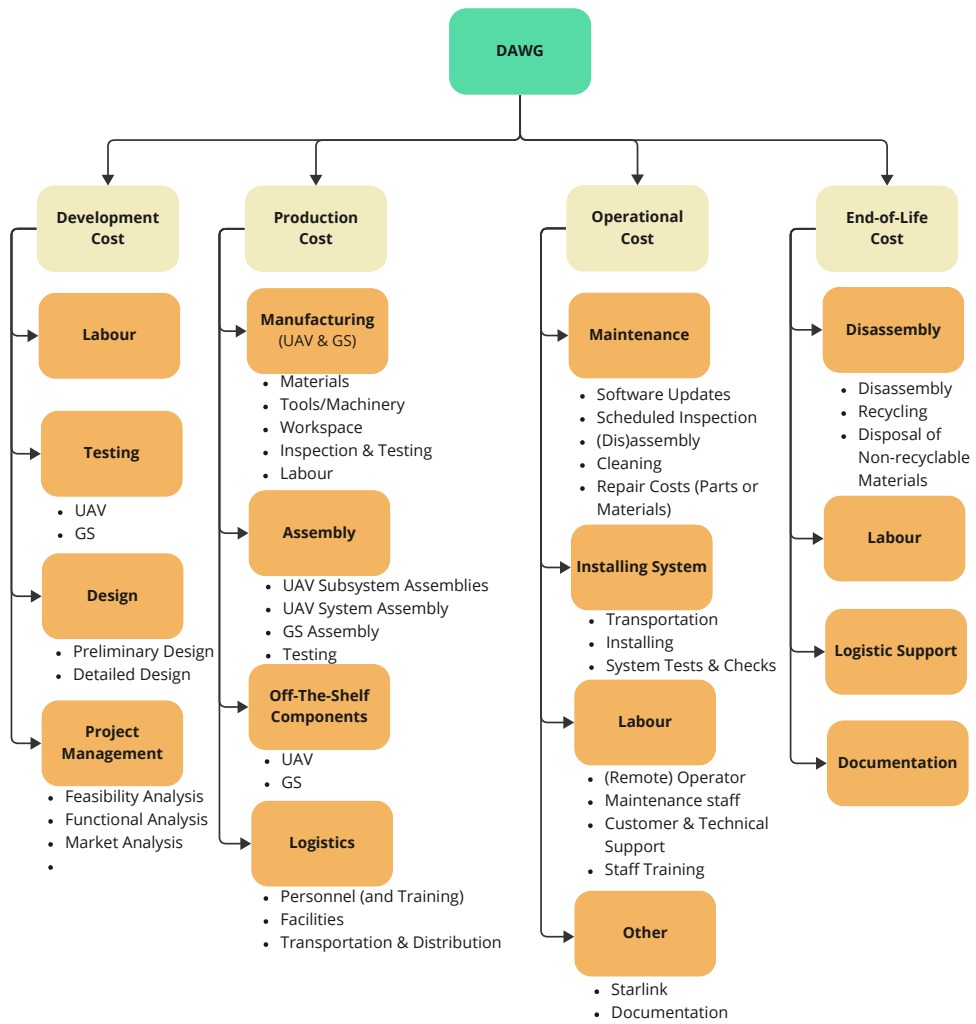 DAWG
Development
Cost
Labour
Testing
• UAV
• GS
Design
• Preliminary Design
• Detailed Design
Project
Management
• Feasibility Analysis
• Functional Analysis
• Market Analysis
•
Production
Cost
Manufacturing
(UAV & GS)
• Materials
• Tools/Machinery
• Workspace
• Inspection & Testing
• Labour
Assembly
• UAV Subsystem Assemblies
• UAV System Assembly
• GS Assembly
• Testing
Off-The-Shelf
Components
• UAV
• GS
Logistics
• Personnel (and Training)
• Facilities
• Transportation & Distribution
Operational
Cost
Maintenance
• Software Updates
• Scheduled Inspection
• (Dis)assembly
• Cleaning
• Repair Costs (Parts or
Materials)
Installing System
• Transportation
• Installing
• System Tests & Checks
Labour
• (Remote) Operator
• Maintenance staff
• Customer & Technical
Support
• Staff Training
Other
• Starlink
• Documentation
End-of-Life
Cost
Disassembly
• Disassembly
• Recycling
• Disposal of
Non-recyclable
Materials
Labour
Logistic Support
Documentation